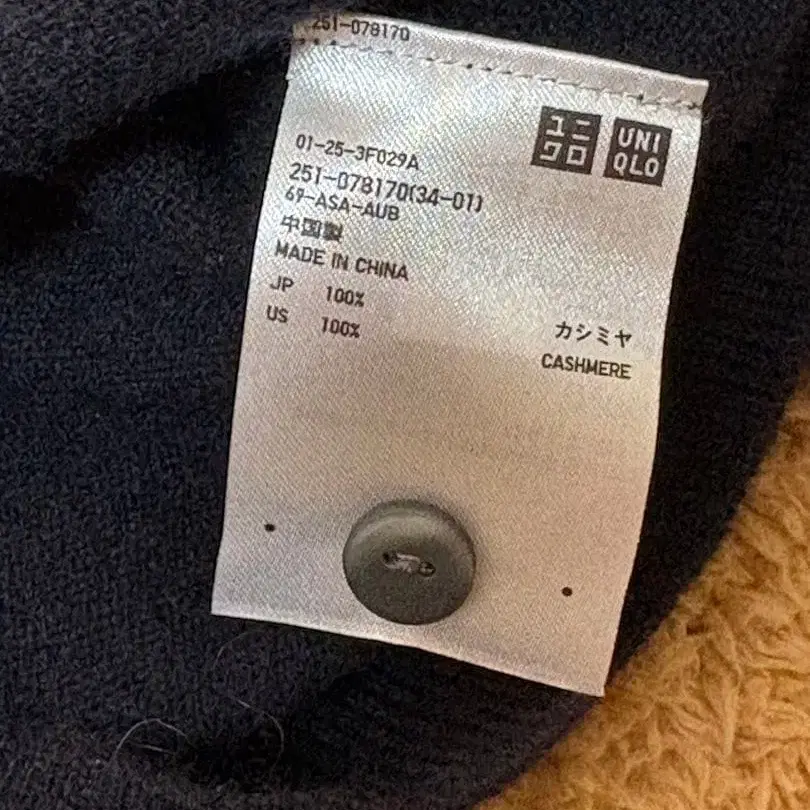 251-078170
ユニ
クロ
UNI
QLO
01-25-3F029A
251-078170(34-01)
69-ASA-AUB
中国製
MADE IN CHINA
JP 100% カシミヤ
US 100% CASHMERE